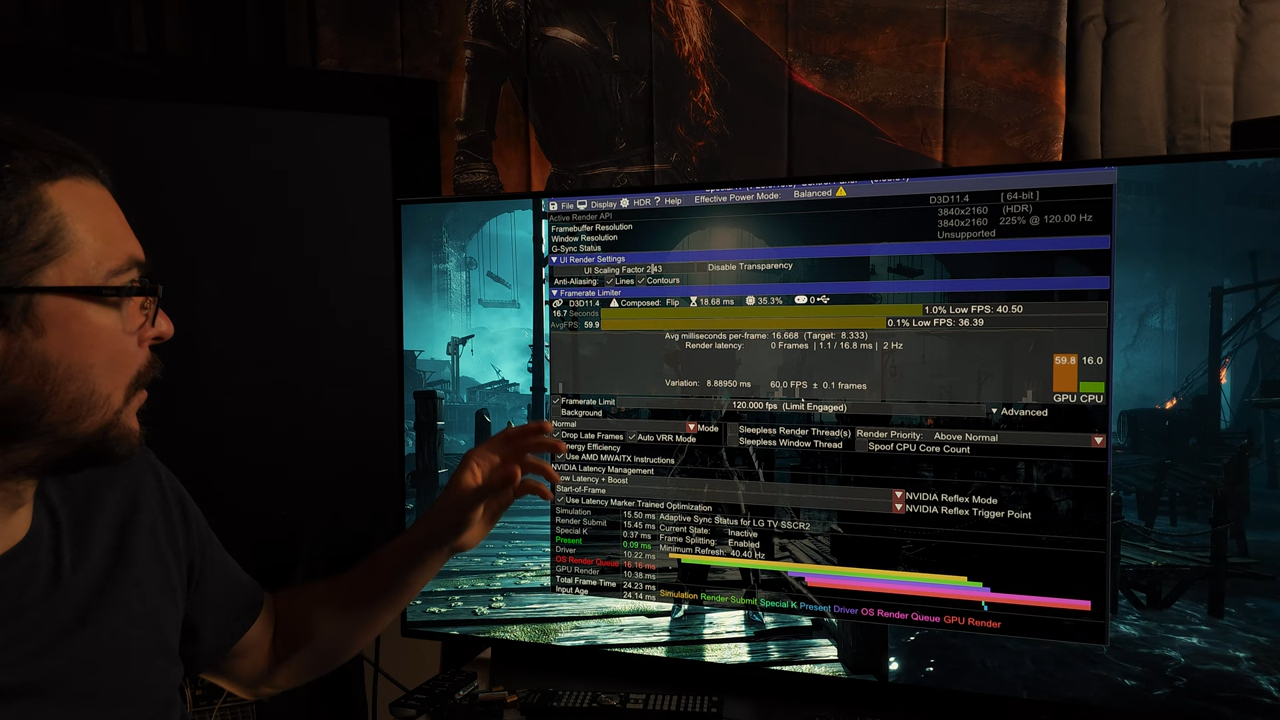 File Display HDR ? Help Effective Power Mode: Balanced
Active Render API D3D11.4 [ 64-bit ]
Framebuffer Resolution 3840x2160 (HDR)
Window Resolution 3840x2160 225% @ 120.00 Hz
G-Sync Status Unsupported
UI Render Settings
UI Scaling Factor 2.43 Disable Transparency
Anti-Aliasing: Lines Contours
Framerate Limiter
D3D11.4 Composed: Flip 18.68 ms 35.3% 0
16.7 Seconds 1.0% Low FPS: 40.50
AvgFPS: 59.9 0.1% Low FPS: 36.39
Avg milliseconds per-frame: 16.668 (Target: 8.333)
Render latency: 0 Frames | 1.1 / 16.8 ms | 2 Hz
59.8 16.0
Variation: 8.88950 ms 60.0 FPS ± 0.1 frames
GPU CPU
Framerate Limit 120.000 fps (Limit Engaged) Advanced
Background
Normal Mode Sleepless Render Thread(s) Render Priority: Above Normal
Drop Late Frames Auto VRR Mode Sleepless Window Thread Spoof CPU Core Count
Energy Efficiency
Use AMD MWAITX Instructions
NVIDIA Latency Management
Low Latency + Boost NVIDIA Reflex Mode
Start-of-Frame NVIDIA Reflex Trigger Point
Use Latency Marker Trained Optimization
Simulation 15.50 ms Adaptive Sync Status for LG TV SSCR2
Render Submit 15.45 ms Current State: Inactive
Special K 0.37 ms Frame Splitting: Enabled
Present 0.09 ms Minimum Refresh: 40.40 Hz
Driver 10.22 ms
OS Render Queue 16.16 ms
GPU Render 10.38 ms
Total Frame Time 24.23 ms
Input Age 24.14 ms
Simulation Render Submit Special K Present Driver OS Render Queue GPU Render